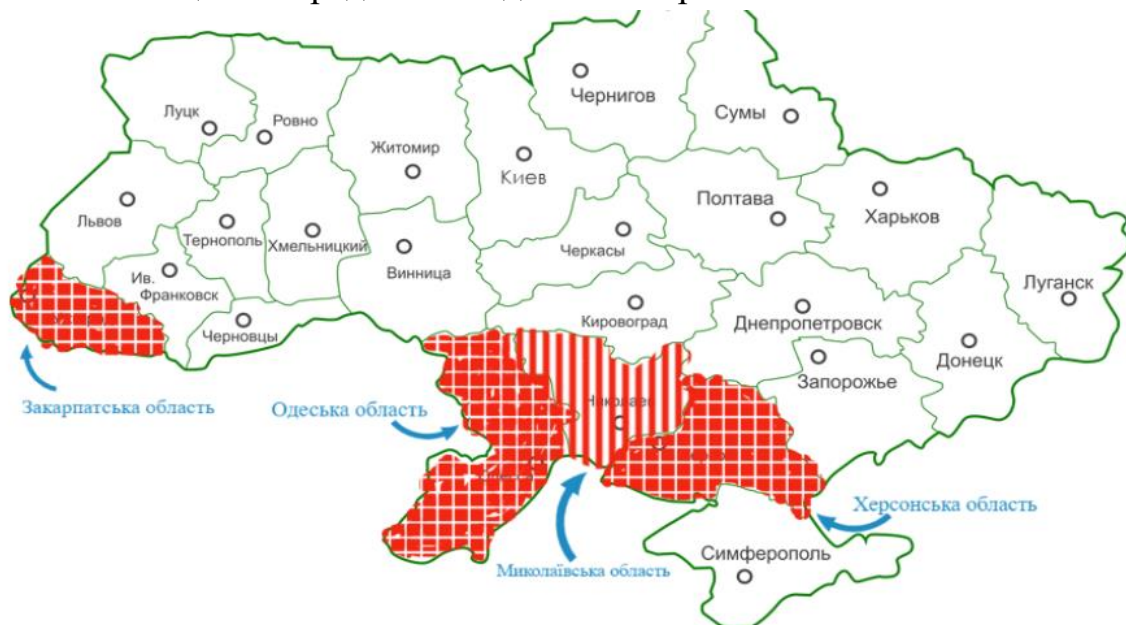 Чернигов
Сумы
Луцк
Ровно
Житомир
Киев
Полтава
Харьков
Львов
Тернополь
Хмельницкий
Винница
Черкасы
Луганск
Ив.
Франковск
Черновцы
Кировоград
Днепропетровск
Донецк
Запорожье
Закарпатська область
Одеська область
Николаев
Херсонська область
Симферополь
Миколаївська область